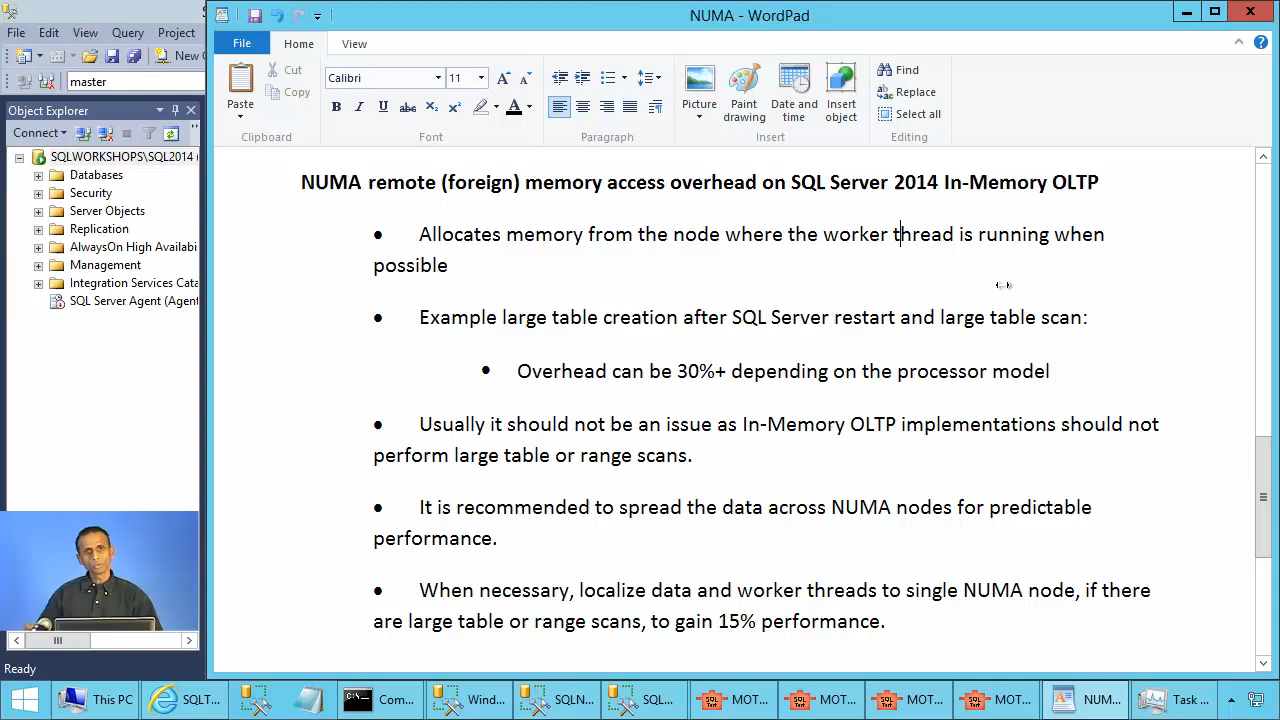 NUMA - WordPad
File Edit View Query Project
File Home View
New
master
Calibri 11
Paste
Cut
Copy
Find
Replace
Select all
Picture
Paint drawing
Date and time
Insert object
Clipboard Font Paragraph Insert Editing
Object Explorer
Connect
SQLWORKSHOPS\SQL2014 (
Databases
Security
Server Objects
Replication
AlwaysOn High Availabi
Management
Integration Services Cata
SQL Server Agent (Agen
Ready
NUMA remote (foreign) memory access overhead on SQL Server 2014 In-Memory OLTP
• Allocates memory from the node where the worker thread is running when
possible
• Example large table creation after SQL Server restart and large table scan:
• Overhead can be 30%+ depending on the processor model
• Usually it should not be an issue as In-Memory OLTP implementations should not
perform large table or range scans.
• It is recommended to spread the data across NUMA nodes for predictable
performance.
• When necessary, localize data and worker threads to single NUMA node, if there
are large table or range scans, to gain 15% performance.
This PC SQLT... Com... Wind... SQLN... SQL... MOT... MOT... MOT... MOT... NUM... Task ...